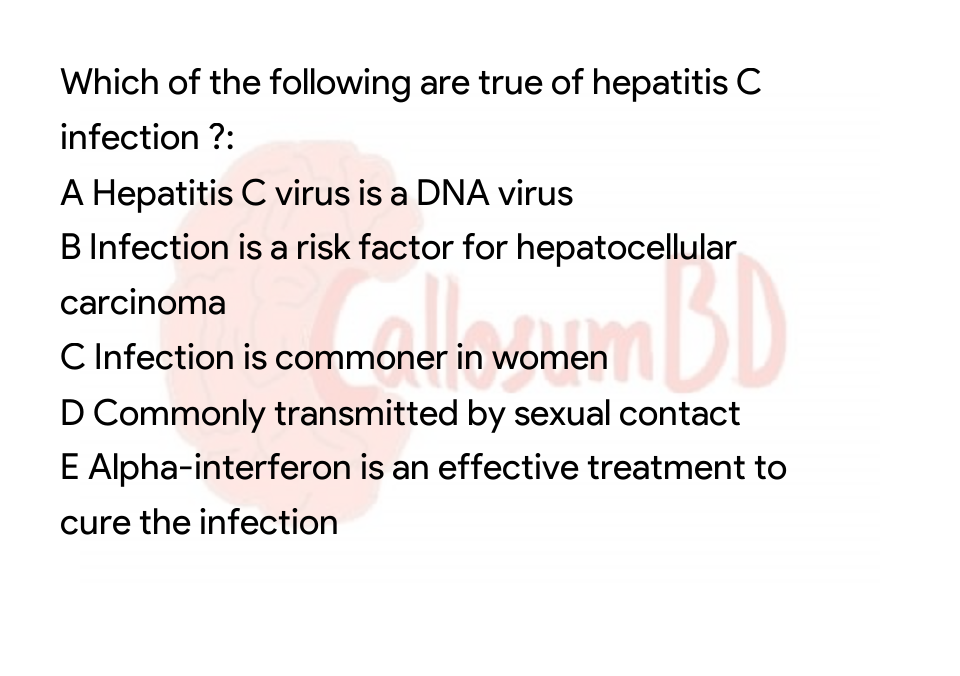 Which of the following are true of hepatitis C
infection ?:
A Hepatitis C virus is a DNA virus
B Infection is a risk factor for hepatocellular
carcinoma
CallosumBD
C Infection is commoner in women
D Commonly transmitted by sexual contact
E Alpha-interferon is an effective treatment to
cure the infection